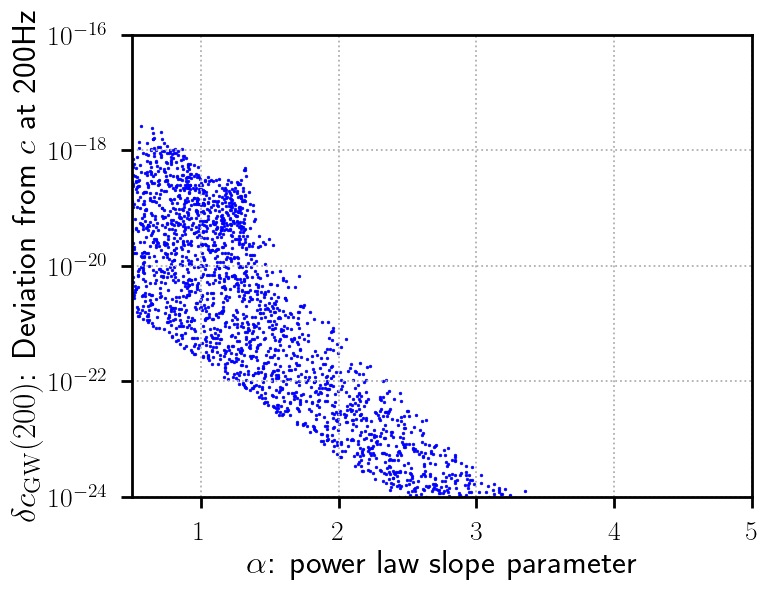 δc_GW(200): Deviation from c at 200Hz
10⁻¹⁶
10⁻¹⁸
10⁻²⁰
10⁻²²
10⁻²⁴
1 2 3 4 5
α: power law slope parameter